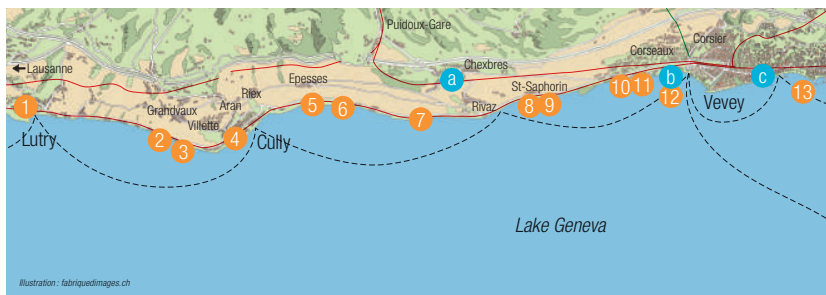 Puidoux-Gare
Corsier
Corseaux
Chexbres
← Lausanne
Epesses
a
b
c
Riex
St-Saphorin
Aran
Grandvaux
Villette
Rivaz
Vevey
1
2
3
4
5
6
7
8
9
10
11
12
13
Lutry
Cully
Lake Geneva
Illustration : fabriquedimages.ch